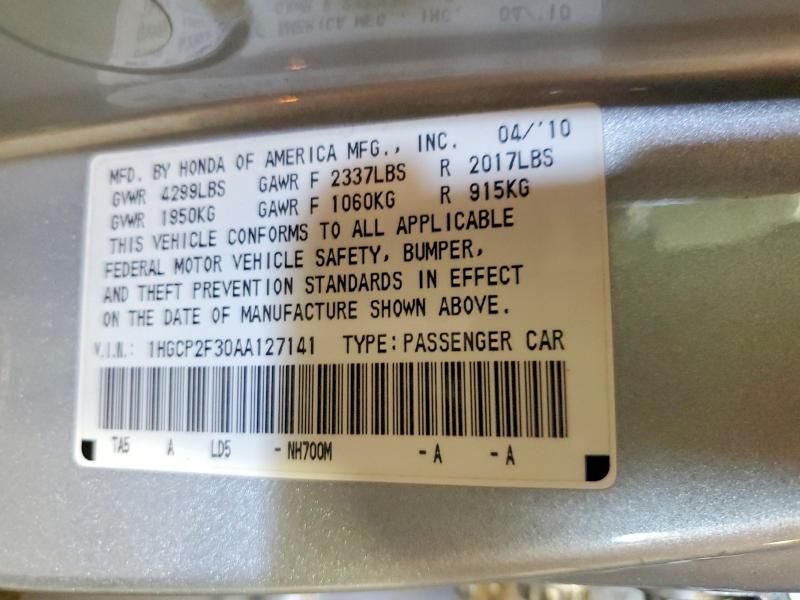 MFD. BY HONDA OF AMERICA MFG., INC. 04/'10
GVWR 4299LBS GAWR F 2337LBS R 2017LBS
GVWR 1950KG GAWR F 1060KG R 915KG
THIS VEHICLE CONFORMS TO ALL APPLICABLE
FEDERAL MOTOR VEHICLE SAFETY, BUMPER,
AND THEFT PREVENTION STANDARDS IN EFFECT
ON THE DATE OF MANUFACTURE SHOWN ABOVE.
V.I.N.: 1HGCP2F30AA127141 TYPE:PASSENGER CAR
TA5 A LD5 -NH700M -A -A